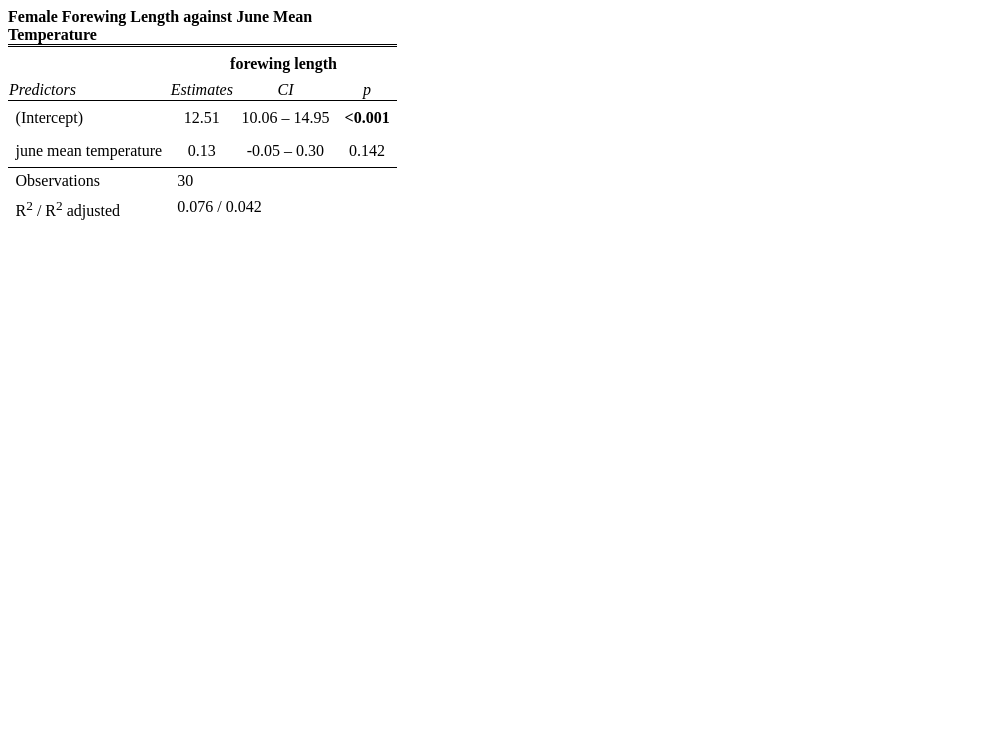 Female Forewing Length against June Mean
Temperature
forewing length
Predictors Estimates CI p
(Intercept) 12.51 10.06 – 14.95 <0.001
june mean temperature 0.13 -0.05 – 0.30 0.142
Observations 30
R2 / R2 adjusted 0.076 / 0.042